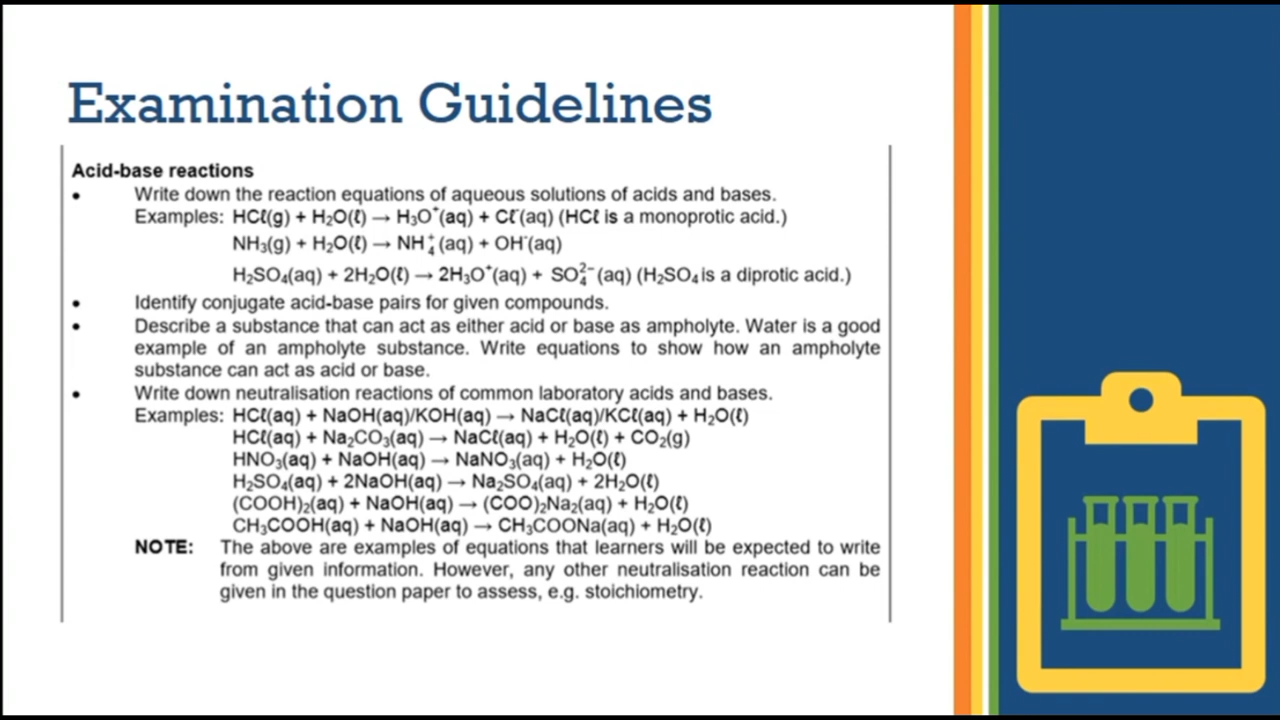 Examination Guidelines
Acid-base reactions
• Write down the reaction equations of aqueous solutions of acids and bases.
Examples: HCℓ(g) + H₂O(ℓ) → H₃O⁺(aq) + Cℓ⁻(aq) (HCℓ is a monoprotic acid.)
NH₃(g) + H₂O(ℓ) → NH₄⁺(aq) + OH⁻(aq)
H₂SO₄(aq) + 2H₂O(ℓ) → 2H₃O⁺(aq) + SO₄²⁻(aq) (H₂SO₄ is a diprotic acid.)
• Identify conjugate acid-base pairs for given compounds.
• Describe a substance that can act as either acid or base as ampholyte. Water is a good
example of an ampholyte substance. Write equations to show how an ampholyte
substance can act as acid or base.
• Write down neutralisation reactions of common laboratory acids and bases.
Examples: HCℓ(aq) + NaOH(aq)/KOH(aq) → NaCℓ(aq)/KCℓ(aq) + H₂O(ℓ)
HCℓ(aq) + Na₂CO₃(aq) → NaCℓ(aq) + H₂O(ℓ) + CO₂(g)
HNO₃(aq) + NaOH(aq) → NaNO₃(aq) + H₂O(ℓ)
H₂SO₄(aq) + 2NaOH(aq) → Na₂SO₄(aq) + 2H₂O(ℓ)
(COOH)₂(aq) + NaOH(aq) → (COO)₂Na₂(aq) + H₂O(ℓ)
CH₃COOH(aq) + NaOH(aq) → CH₃COONa(aq) + H₂O(ℓ)
NOTE: The above are examples of equations that learners will be expected to write
from given information. However, any other neutralisation reaction can be
given in the question paper to assess, e.g. stoichiometry.